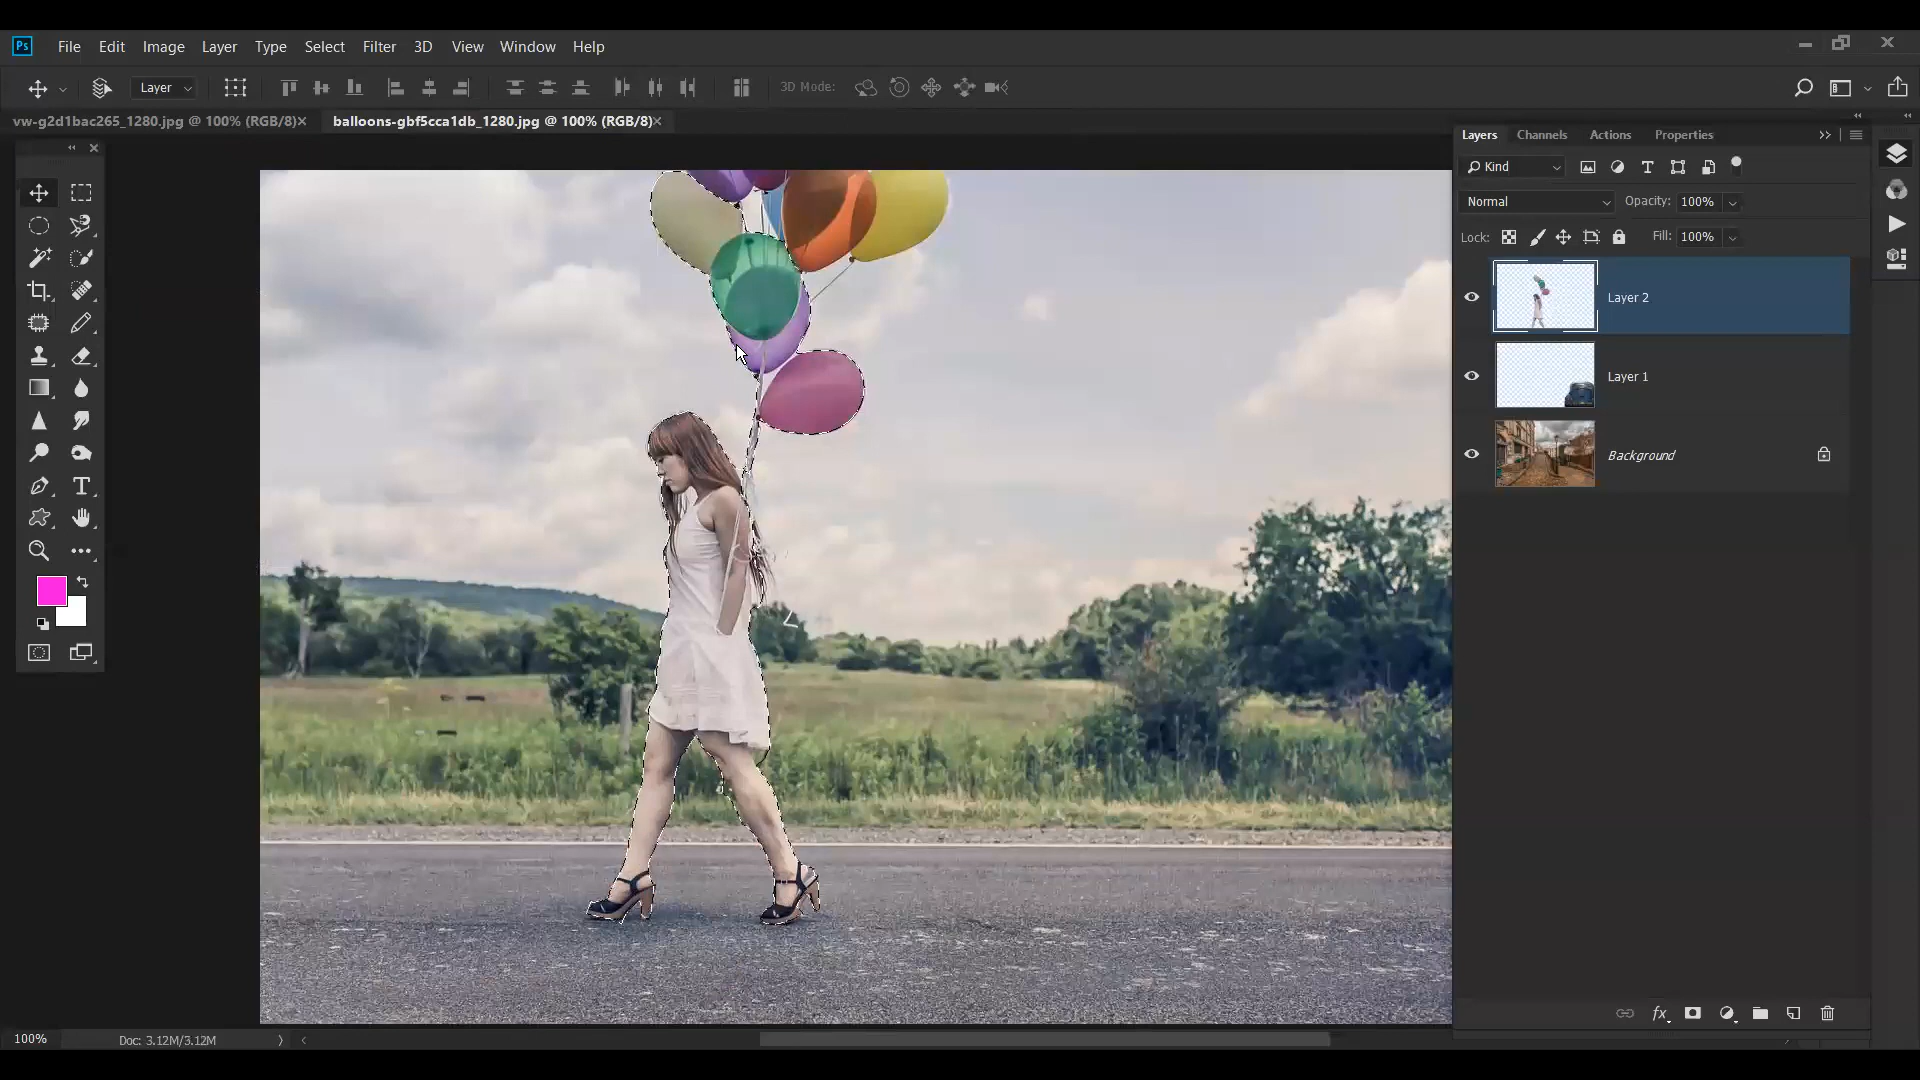 Ps File Edit Image Layer Type Select Filter 3D View Window Help
Layer 3D Mode:
vw-g2d1bac265_1280.jpg @ 100% (RGB/8) × balloons-gbf5cca1db_1280.jpg @ 100% (RGB/8) ×
Layers Channels Actions Properties
Kind
Normal Opacity: 100%
Lock: Fill: 100%
Layer 2
Layer 1
Background
fx
100% Doc: 3.12M/3.12M